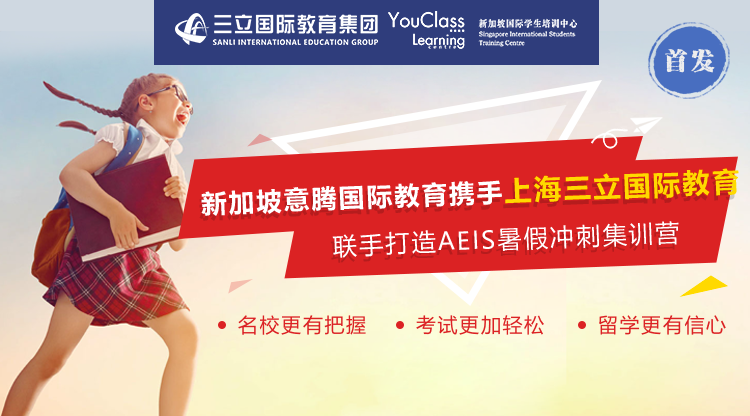 三立国际教育集团
SANLI INTERNATIONAL EDUCATION GROUP
YouClass
Learning
centre
新加坡国际学生培训中心
Singapore International Students
Training Centre
首发
新加坡意腾国际教育携手上海三立国际教育
联手打造AEIS暑假冲刺集训营
• 名校更有把握 • 考试更加轻松 • 留学更有信心